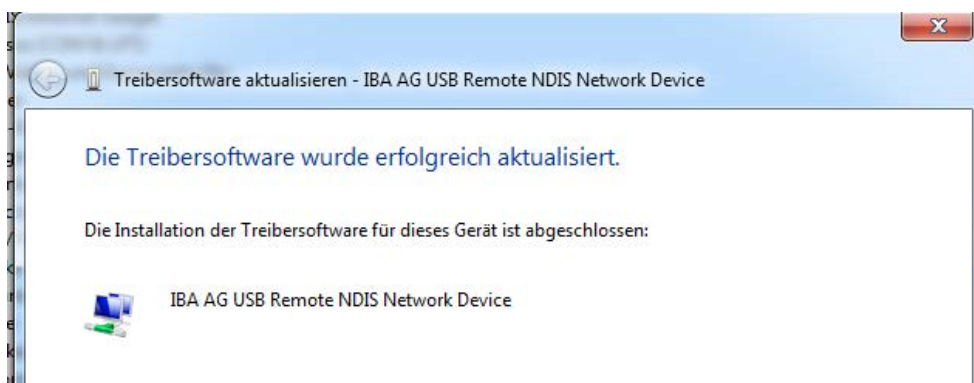 Treibersoftware aktualisieren - IBA AG USB Remote NDIS Network Device
Die Treibersoftware wurde erfolgreich aktualisiert.
Die Installation der Treibersoftware für dieses Gerät ist abgeschlossen:
IBA AG USB Remote NDIS Network Device